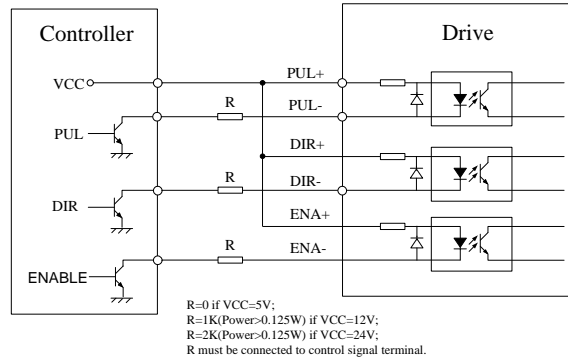 Controller
Drive
VCC
PUL+
R
PUL-
PUL
DIR+
R
DIR-
DIR
ENA+
R
ENA-
ENABLE
R=0 if VCC=5V;
R=1K(Power>0.125W) if VCC=12V;
R=2K(Power>0.125W) if VCC=24V;
R must be connected to control signal terminal.